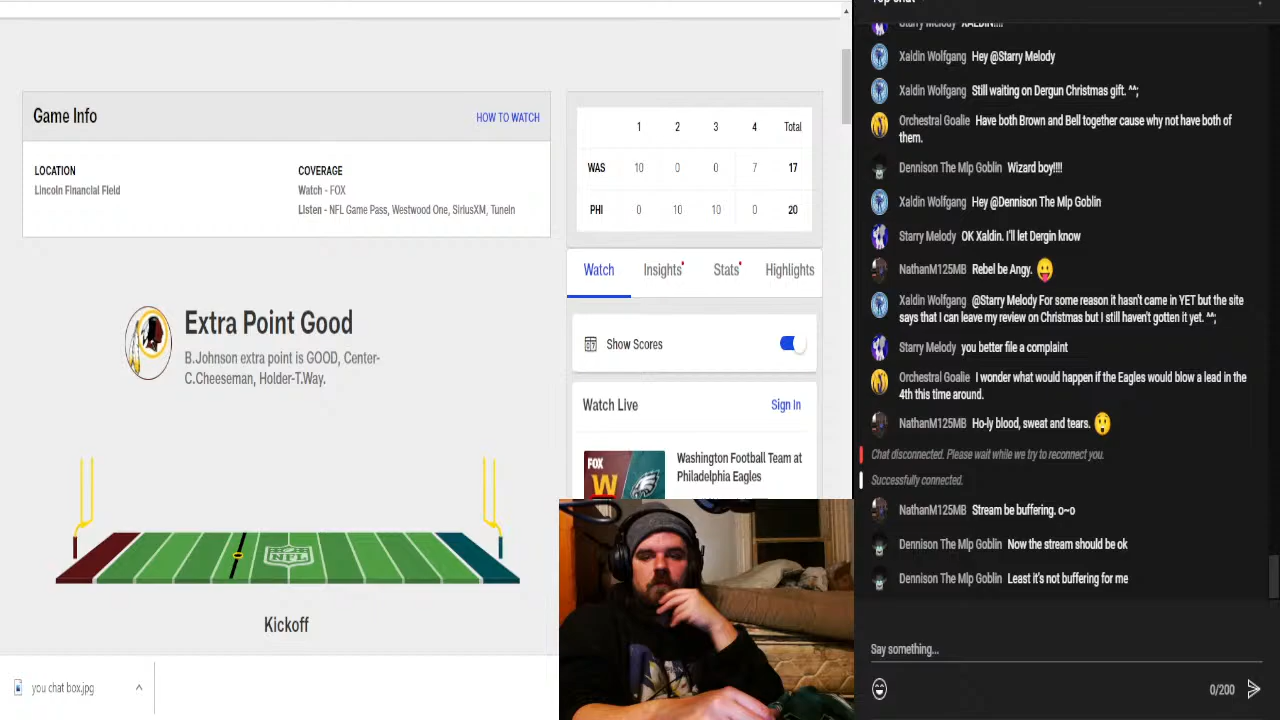 Game Info
HOW TO WATCH
LOCATION
Lincoln Financial Field
COVERAGE
Watch - FOX
Listen - NFL Game Pass, Westwood One, SiriusXM, TuneIn
1 2 3 4 Total
WAS 10 0 0 7 17
PHI 0 10 10 0 20
Watch Insights Stats Highlights
Show Scores
Watch Live
Sign In
FOX
W
Washington Football Team at
Philadelphia Eagles
Extra Point Good
B.Johnson extra point is GOOD, Center-
C.Cheeseman, Holder-T.Way.
NFL
Kickoff
you chat box.jpg
Xaldin Wolfgang Hey @Starry Melody
Xaldin Wolfgang Still waiting on Dergun Christmas gift. ^^;
Orchestral Goalie Have both Brown and Bell together cause why not have both of
them.
Dennison The Mlp Goblin Wizard boy!!!!
Xaldin Wolfgang Hey @Dennison The Mlp Goblin
Starry Melody OK Xaldin. I'll let Dergin know
NathanM125MB Rebel be Angy. 😛
Xaldin Wolfgang @Starry Melody For some reason it hasn't came in YET but the site
says that I can leave my review on Christmas but I still haven't gotten it yet. ^^;
Starry Melody you better file a complaint
Orchestral Goalie I wonder what would happen if the Eagles would blow a lead in the
4th this time around.
NathanM125MB Ho-ly blood, sweat and tears. 😲
Chat disconnected. Please wait while we try to reconnect you.
Successfully connected.
NathanM125MB Stream be buffering. o~o
Dennison The Mlp Goblin Now the stream should be ok
Dennison The Mlp Goblin Least it's not buffering for me
Say something...
0/200